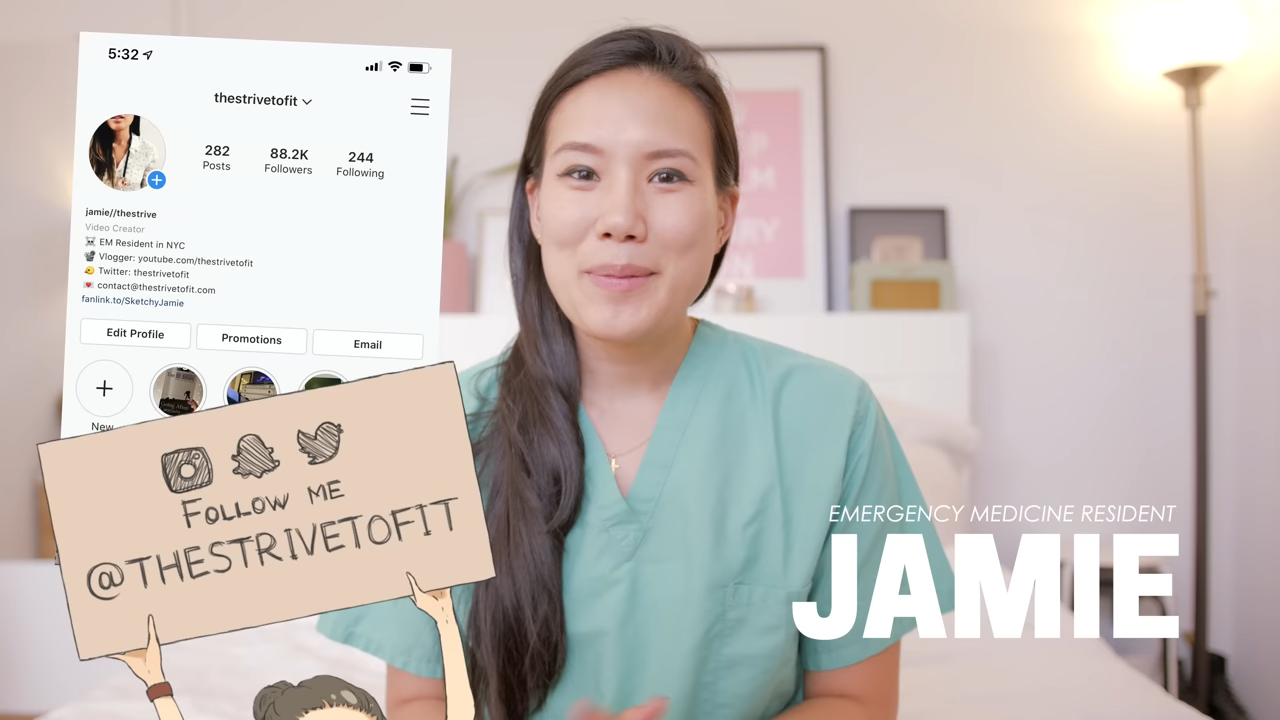 5:32
thestrivetofit
282
Posts
88.2K
Followers
244
Following
jamie//thestrive
Video Creator
EM Resident in NYC
Vlogger: youtube.com/thestrivetofit
Twitter: thestrivetofit
contact@thestrivetofit.com
fanlink.to/SketchyJamie
Edit Profile
Promotions
Email
New
FOLLOW ME
@THESTRIVETOFIT
EMERGENCY MEDICINE RESIDENT
JAMIE